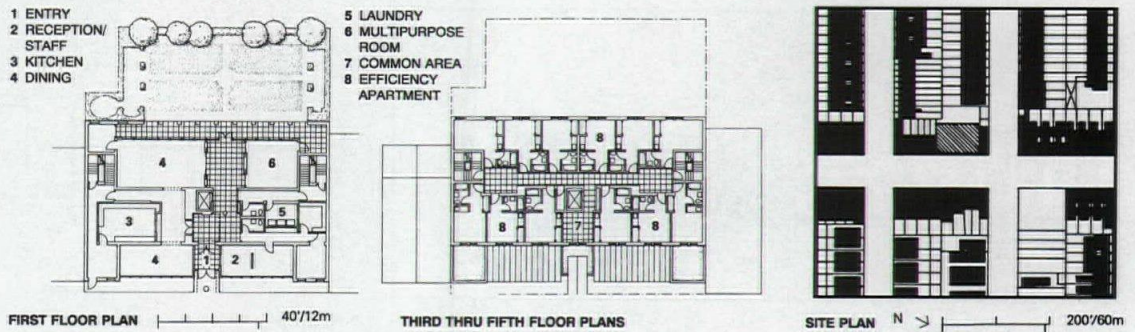 1 ENTRY
2 RECEPTION/
STAFF
3 KITCHEN
4 DINING
5 LAUNDRY
6 MULTIPURPOSE
ROOM
7 COMMON AREA
8 EFFICIENCY
APARTMENT
4
6
3
5
4
1
2
8
8
7
8
FIRST FLOOR PLAN
40'/12m
THIRD THRU FIFTH FLOOR PLANS
SITE PLAN
N
200'/60m